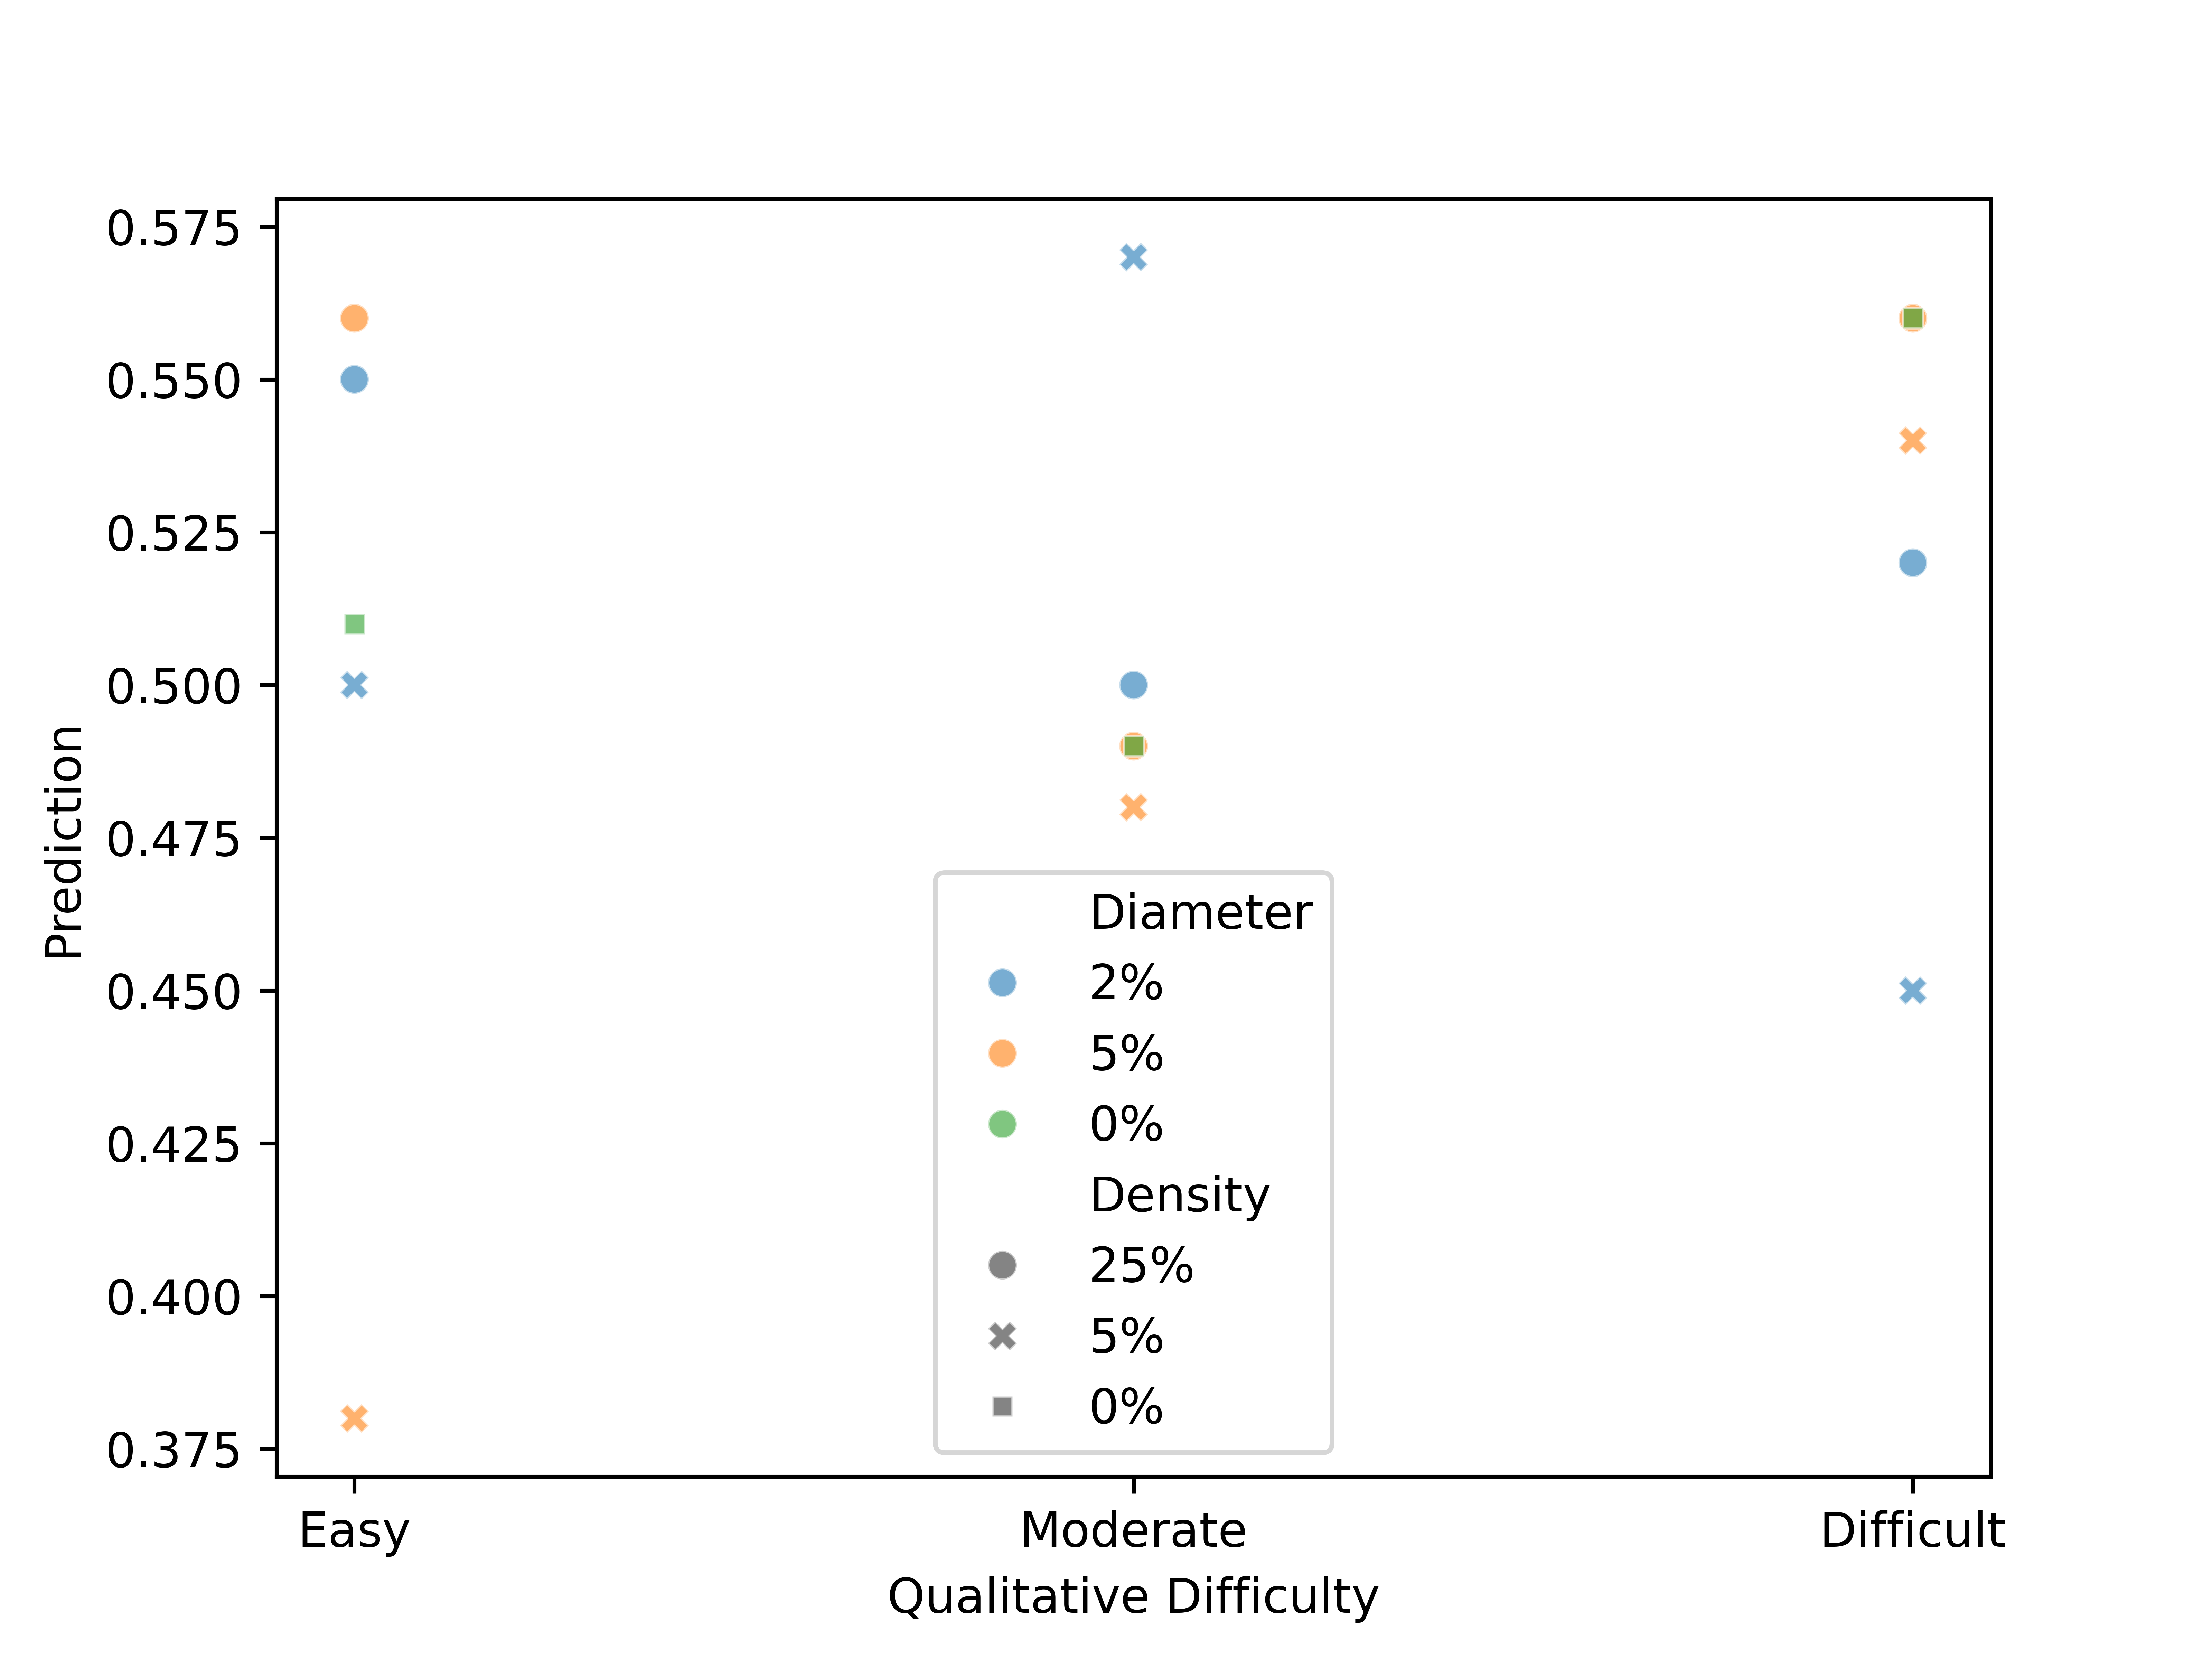 0.575
0.550
0.525
0.500
0.475
0.450
0.425
0.400
0.375
Prediction
Diameter
2%
5%
0%
Density
25%
5%
0%
Easy
Moderate
Difficult
Qualitative Difficulty